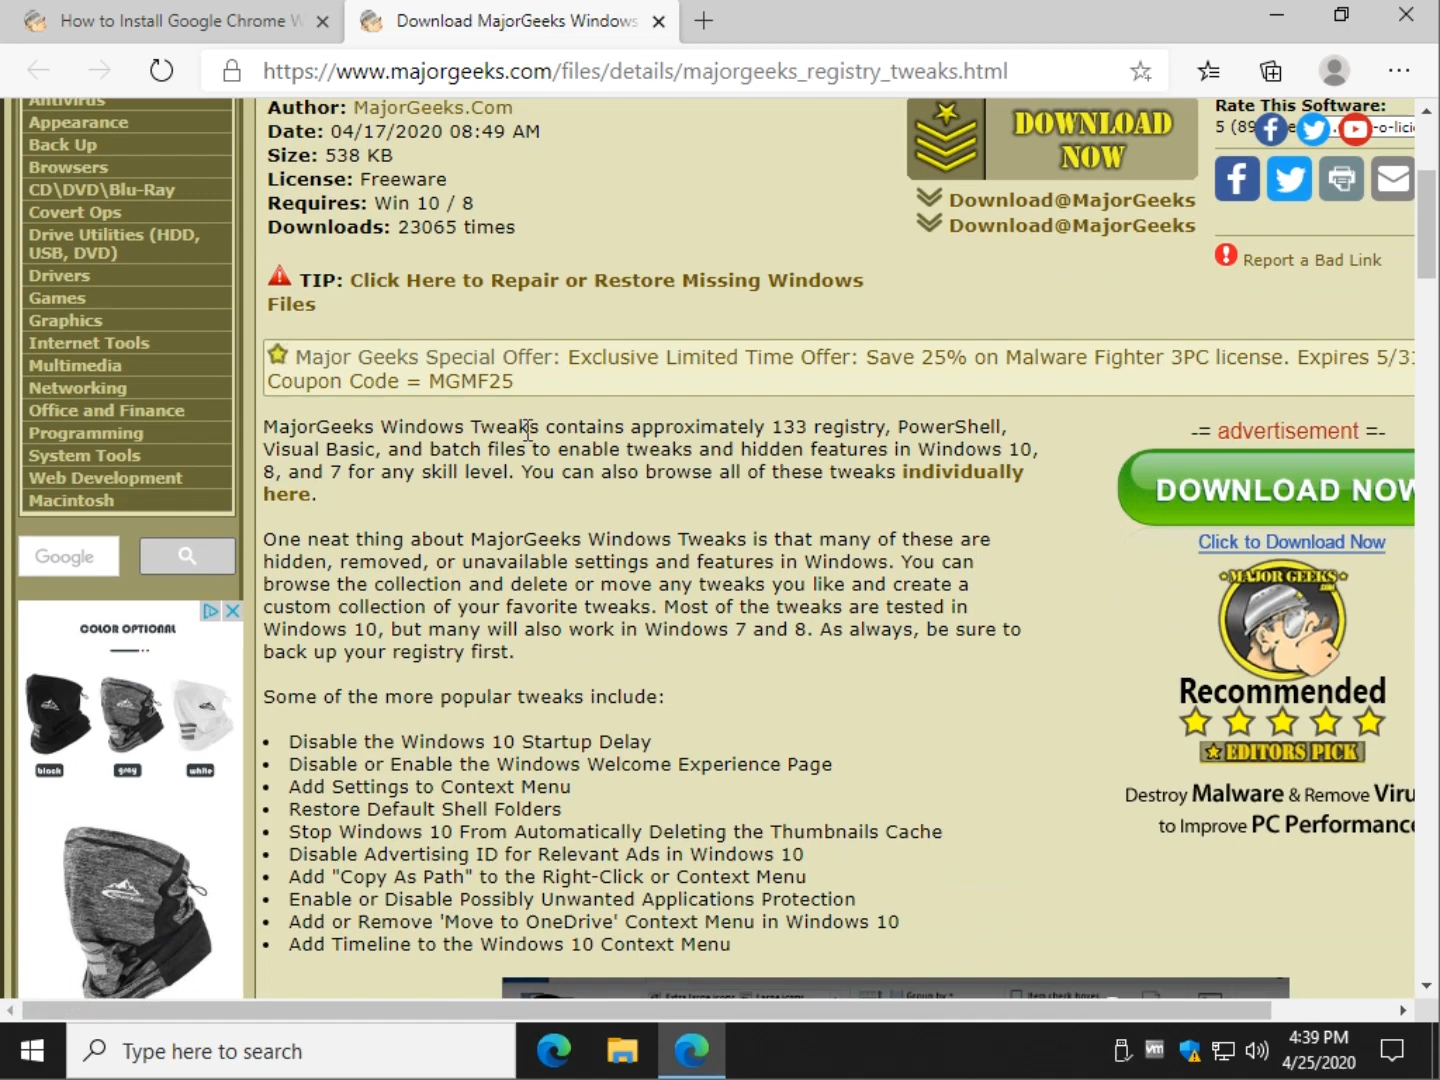 How to Install Google Chrome W
Download MajorGeeks Windows
https://www.majorgeeks.com/files/details/majorgeeks_registry_tweaks.html
Antivirus
Appearance
Back Up
Browsers
CD\DVD\Blu-Ray
Covert Ops
Drive Utilities (HDD,
USB, DVD)
Drivers
Games
Graphics
Internet Tools
Multimedia
Networking
Office and Finance
Programming
System Tools
Web Development
Macintosh
Google
COLOR OPTIONAL
black
grey
white
Author: MajorGeeks.Com
Date: 04/17/2020 08:49 AM
Size: 538 KB
License: Freeware
Requires: Win 10 / 8
Downloads: 23065 times
DOWNLOAD
NOW
Download@MajorGeeks
Download@MajorGeeks
Rate This Software:
5 (89
-o-lici
Report a Bad Link
TIP: Click Here to Repair or Restore Missing Windows
Files
Major Geeks Special Offer: Exclusive Limited Time Offer: Save 25% on Malware Fighter 3PC license. Expires 5/31
Coupon Code = MGMF25
MajorGeeks Windows Tweaks contains approximately 133 registry, PowerShell,
Visual Basic, and batch files to enable tweaks and hidden features in Windows 10,
8, and 7 for any skill level. You can also browse all of these tweaks individually
here.
One neat thing about MajorGeeks Windows Tweaks is that many of these are
hidden, removed, or unavailable settings and features in Windows. You can
browse the collection and delete or move any tweaks you like and create a
custom collection of your favorite tweaks. Most of the tweaks are tested in
Windows 10, but many will also work in Windows 7 and 8. As always, be sure to
back up your registry first.
Some of the more popular tweaks include:
• Disable the Windows 10 Startup Delay
• Disable or Enable the Windows Welcome Experience Page
• Add Settings to Context Menu
• Restore Default Shell Folders
• Stop Windows 10 From Automatically Deleting the Thumbnails Cache
• Disable Advertising ID for Relevant Ads in Windows 10
• Add "Copy As Path" to the Right-Click or Context Menu
• Enable or Disable Possibly Unwanted Applications Protection
• Add or Remove 'Move to OneDrive' Context Menu in Windows 10
• Add Timeline to the Windows 10 Context Menu
-= advertisement =-
DOWNLOAD NOW
Click to Download Now
MAJOR GEEKS
Recommended
EDITORS PICK
Destroy Malware & Remove Viru
to Improve PC Performance
Type here to search
vm
4:39 PM
4/25/2020